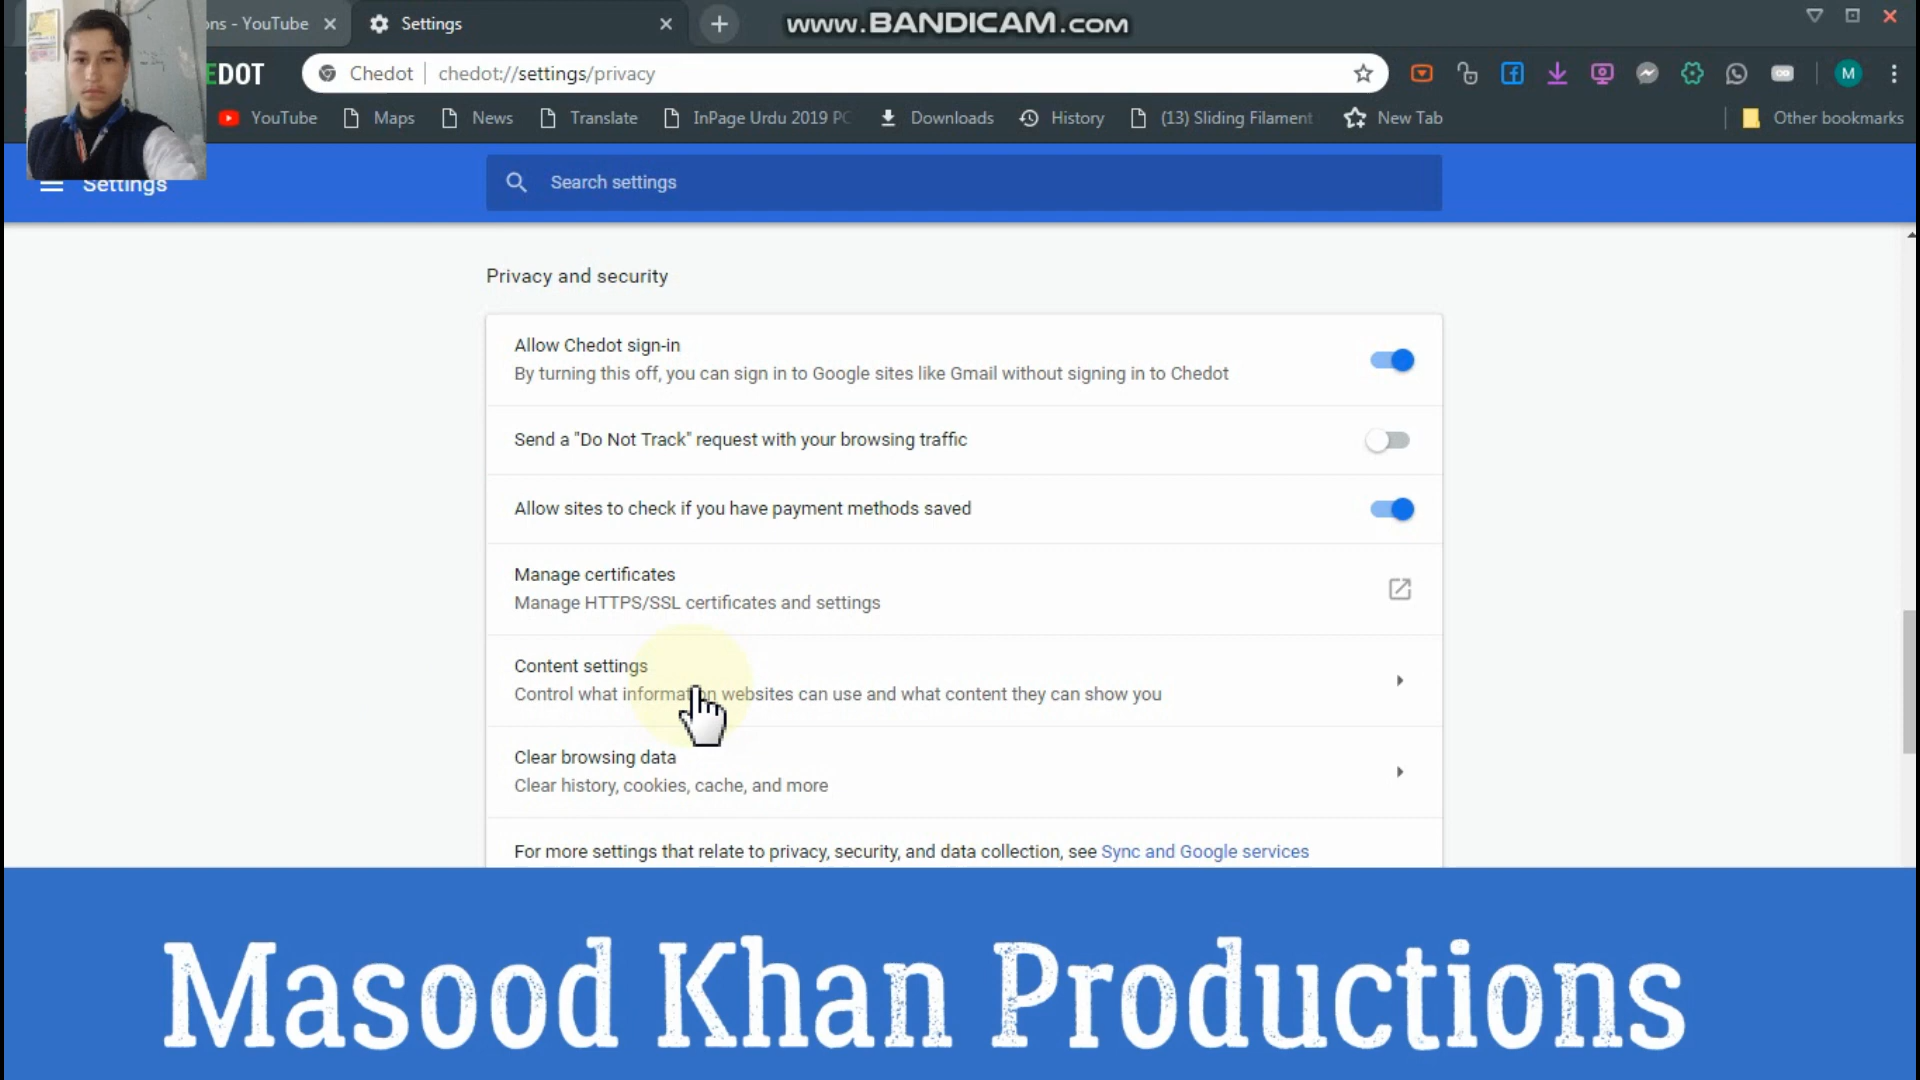 ons - YouTube
Settings
www.BANDICAM.com
EDOT
Chedot
chedot://settings/privacy
M
YouTube
Maps
News
Translate
InPage Urdu 2019 PC
Downloads
History
(13) Sliding Filament
New Tab
Other bookmarks
Settings
Search settings
Privacy and security
Allow Chedot sign-in
By turning this off, you can sign in to Google sites like Gmail without signing in to Chedot
Send a "Do Not Track" request with your browsing traffic
Allow sites to check if you have payment methods saved
Manage certificates
Manage HTTPS/SSL certificates and settings
Content settings
Control what information websites can use and what content they can show you
Clear browsing data
Clear history, cookies, cache, and more
For more settings that relate to privacy, security, and data collection, see Sync and Google services
Masood Khan Productions